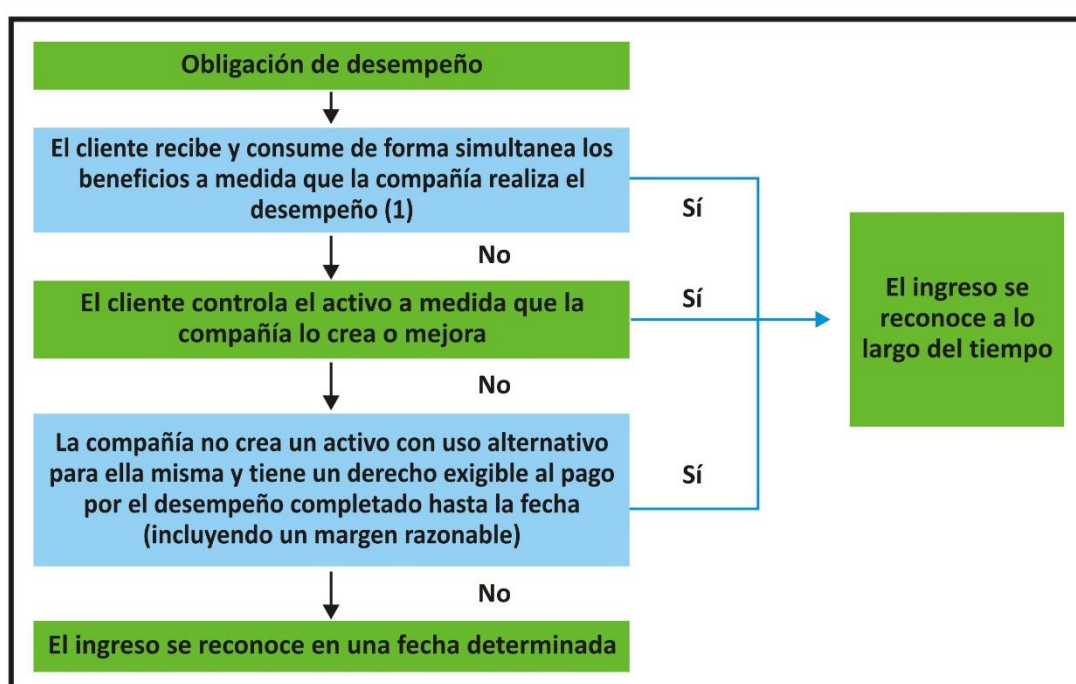 Obligación de desempeño
El cliente recibe y consume de forma simultanea los
beneficios a medida que la compañía realiza el
desempeño (1)
Sí
No
El cliente controla el activo a medida que la
compañía lo crea o mejora
Sí
El ingreso se
reconoce a lo
largo del tiempo
No
La compañía no crea un activo con uso alternativo
para ella misma y tiene un derecho exigible al pago
por el desempeño completado hasta la fecha
(incluyendo un margen razonable)
Sí
No
El ingreso se reconoce en una fecha determinada